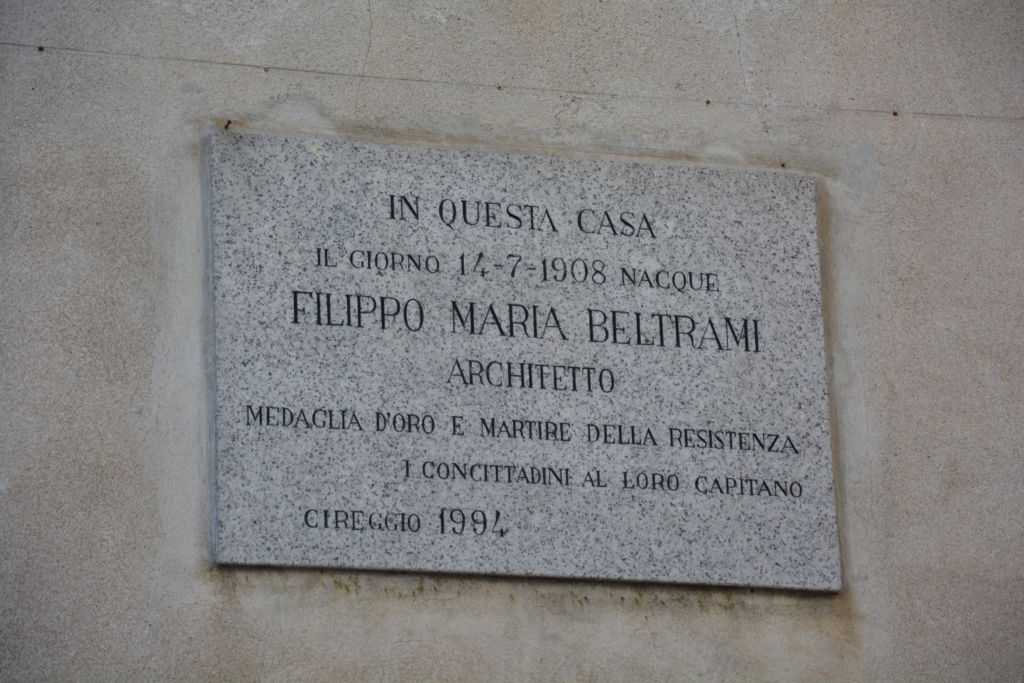 IN QUESTA CASA
IL GIORNO 14-7-1908 NACQUE
FILIPPO MARIA BELTRAMI
ARCHITETTO
MEDAGLIA D'ORO E MARTIRE DELLA RESISTENZA
I CONCITTADINI AL LORO CAPITANO
CIREGGIO 1994